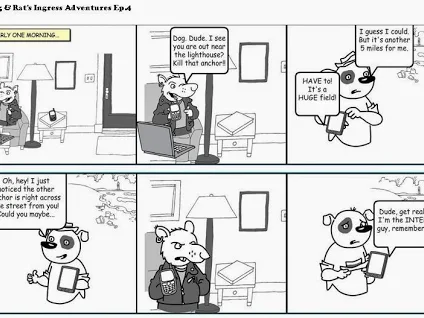 & Rat's Ingress Adventures Ep.4
RLY ONE MORNING...
Dog. Dude. I see
you are out near
the lighthouse?
Kill that anchor!!
I guess I could.
But it's another
5 miles for me.
HAVE to!
It's a
HUGE field!
Oh, hey! I just
noticed the other
chor is right across
e street from you!
Could you maybe...
Dude, get real
I'm the INTE
guy, remember